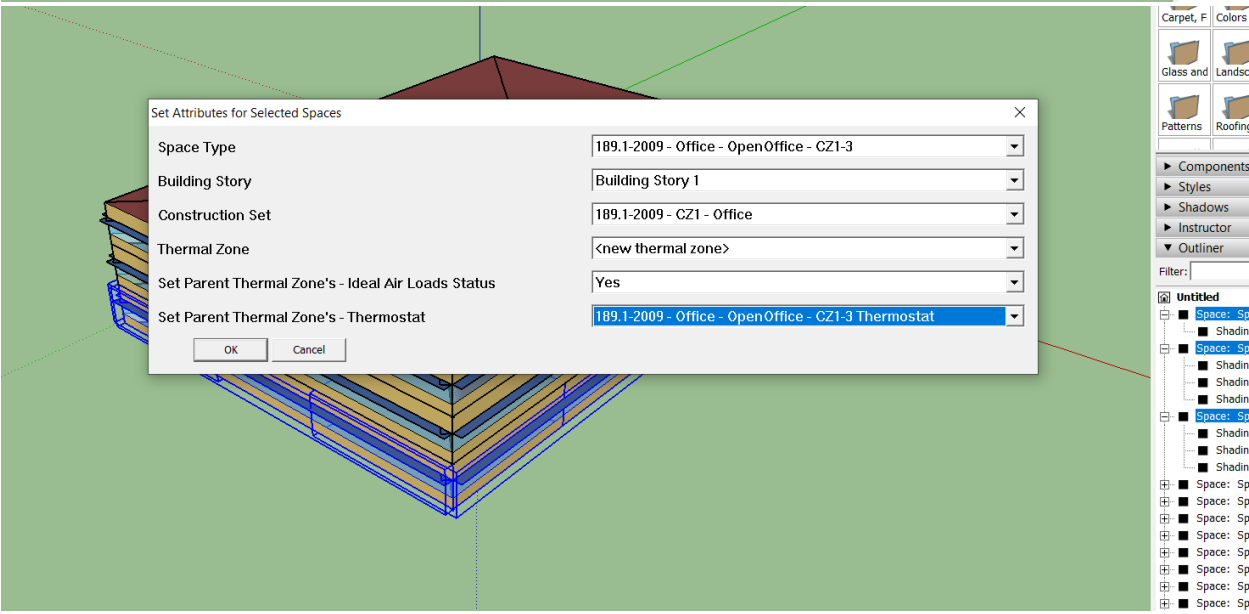 Carpet, F Colors
Glass and Landsc
Patterns Roofing
Set Attributes for Selected Spaces
Space Type 189.1-2009 - Office - OpenOffice - CZ1-3
Building Story Building Story 1
Construction Set 189.1-2009 - CZ1 - Office
Thermal Zone <new thermal zone>
Set Parent Thermal Zone's - Ideal Air Loads Status Yes
Set Parent Thermal Zone's - Thermostat 189.1-2009 - Office - OpenOffice - CZ1-3 Thermostat
OK Cancel
Components
Styles
Shadows
Instructor
Outliner
Filter:
Untitled
Space: Sp
Shadin
Space: Sp
Shadin
Shadin
Shadin
Space: Sp
Shadin
Shadin
Shadin
Space: Sp
Space: Sp
Space: Sp
Space: Sp
Space: Sp
Space: Sp
Space: Sp
Space: Sp